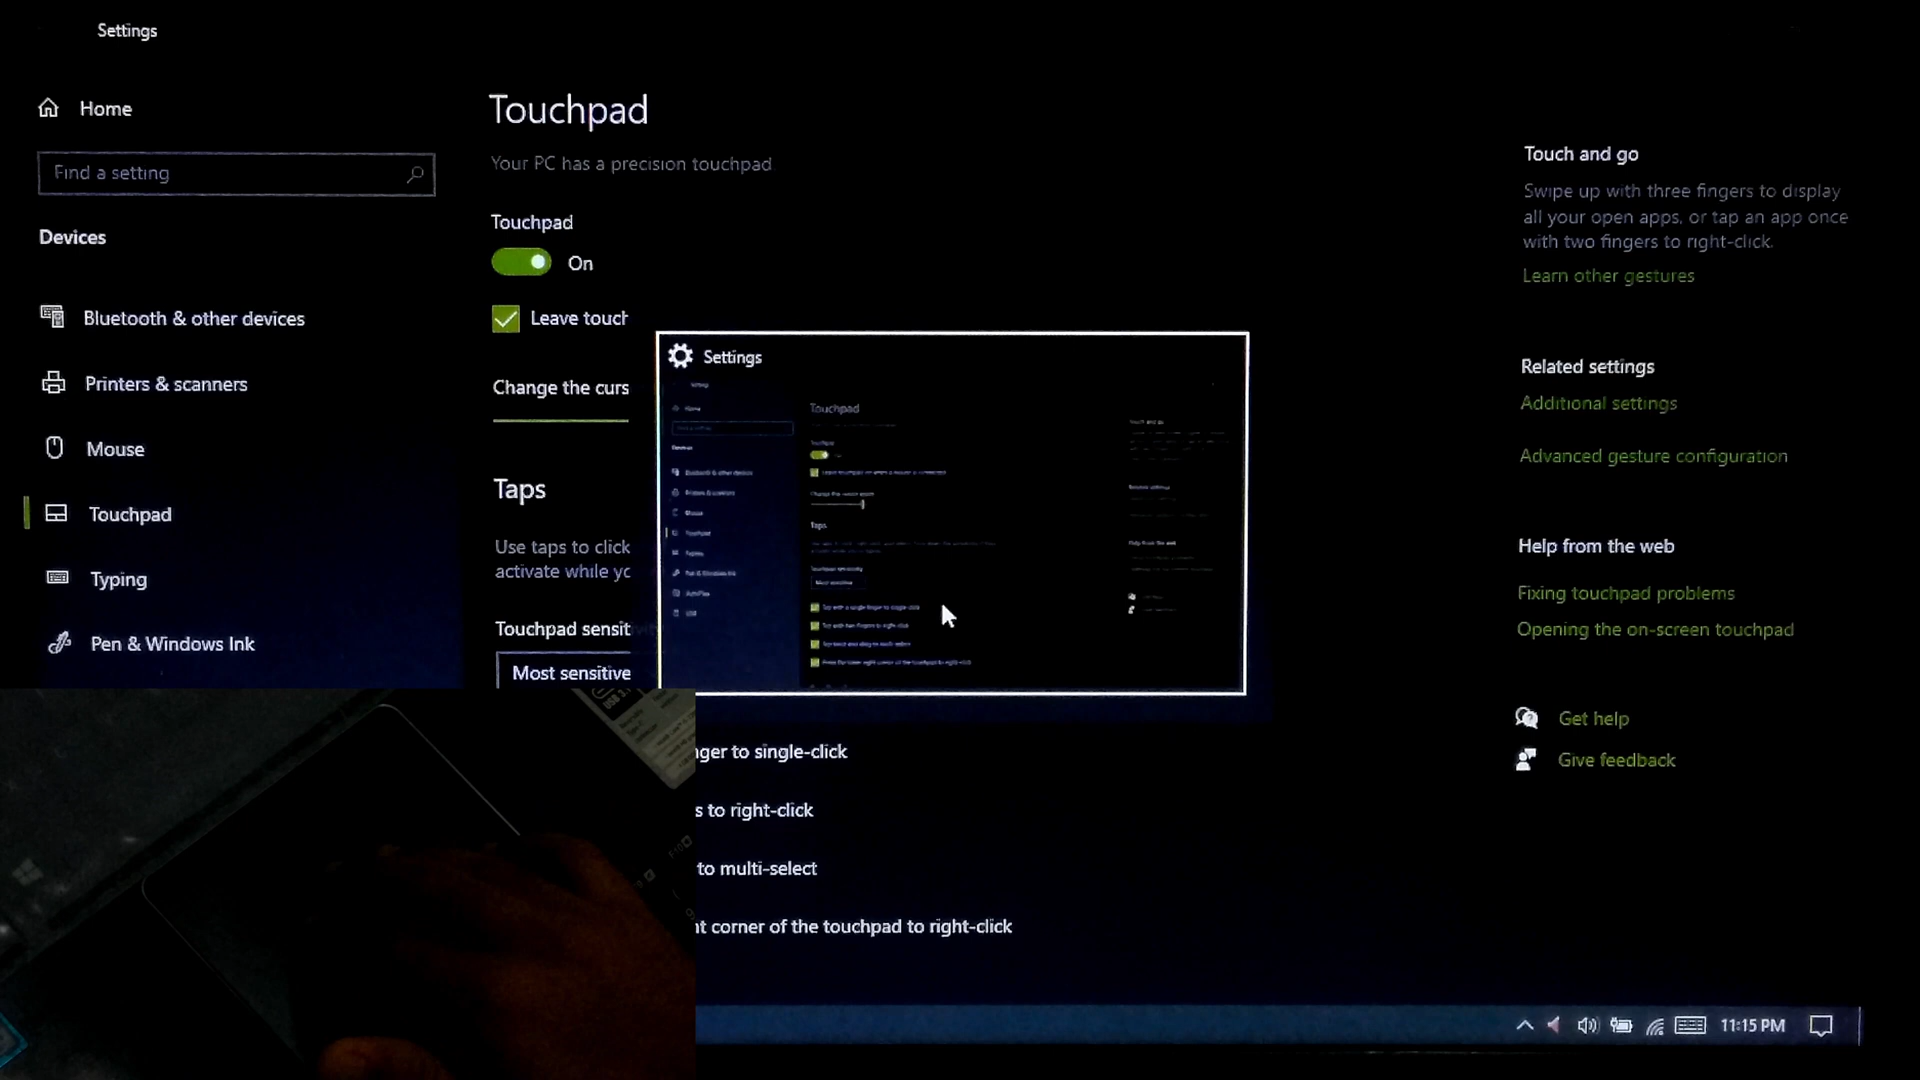 Settings
Home
Find a setting
Devices
Bluetooth & other devices
Printers & scanners
Mouse
Touchpad
Typing
Pen & Windows Ink
Touchpad
Your PC has a precision touchpad
Touchpad
On
Leave touch
Change the curs
Taps
Use taps to click
activate while yo
Touchpad sensit
Most sensitive
Settings
Touchpad
Taps
nger to single-click
s to right-click
to multi-select
nt corner of the touchpad to right-click
Touch and go
Swipe up with three fingers to display
all your open apps, or tap an app once
with two fingers to right-click.
Learn other gestures
Related settings
Additional settings
Advanced gesture configuration
Help from the web
Fixing touchpad problems
Opening the on-screen touchpad
Get help
Give feedback
11:15 PM
F10